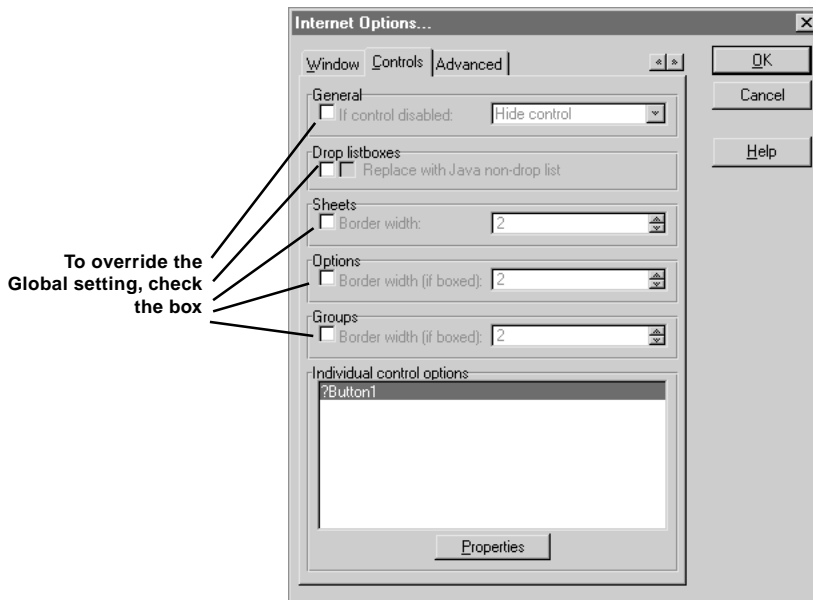 Internet Options...
Window Controls Advanced
OK
Cancel
Help
General
If control disabled: Hide control
Drop listboxes
Replace with Java non-drop list
Sheets
Border width: 2
Options
Border width (if boxed): 2
Groups
Border width (if boxed): 2
Individual control options
?Button1
Properties
To override the
Global setting, check
the box